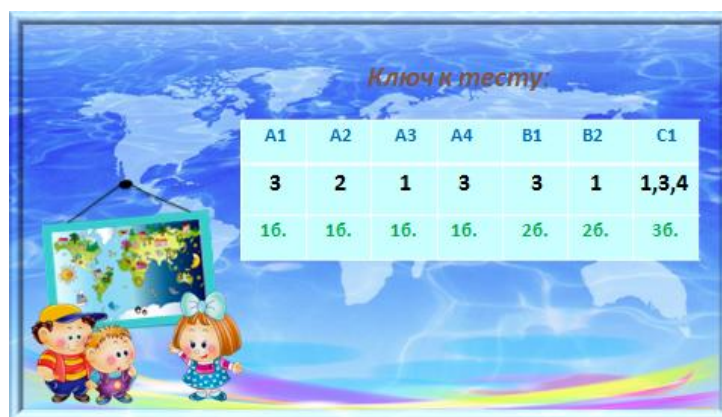 Ключ к тесту:
А1 А2 А3 А4 В1 В2 С1
3 2 1 3 3 1 1,3,4
1б. 1б. 1б. 1б. 2б. 2б. 3б.